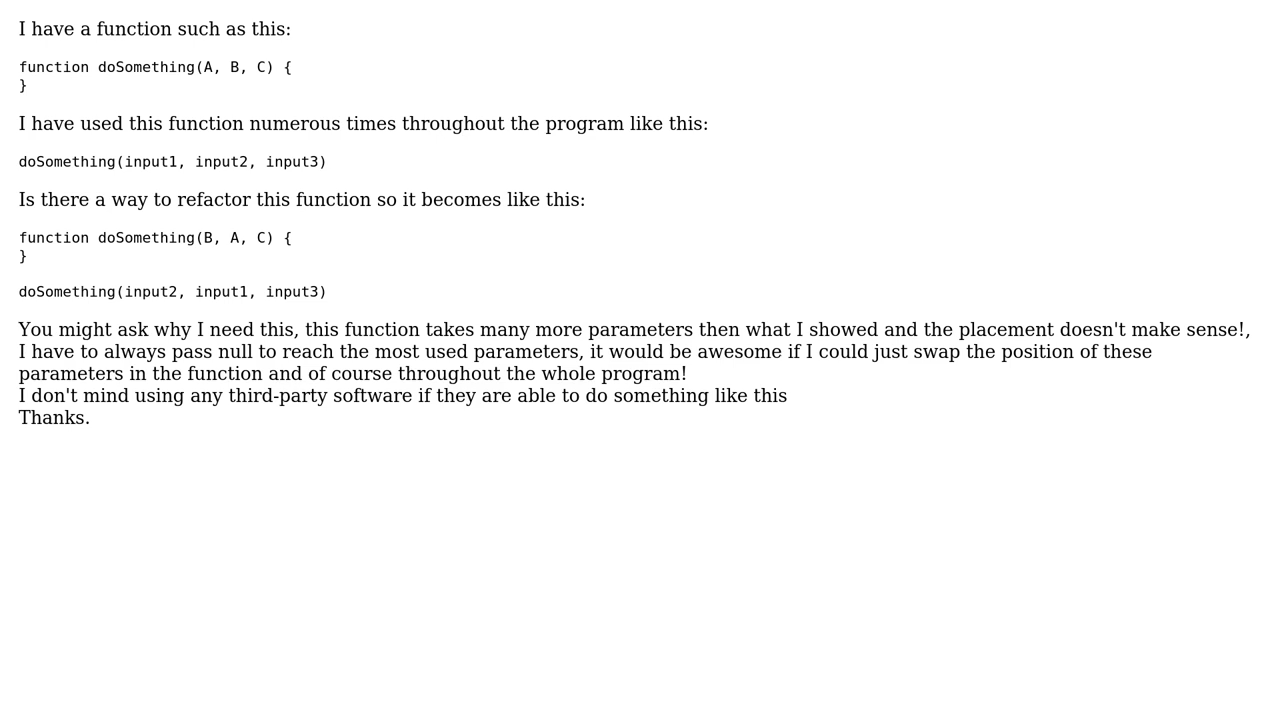 I have a function such as this:
function doSomething(A, B, C) {
}
I have used this function numerous times throughout the program like this:
doSomething(input1, input2, input3)
Is there a way to refactor this function so it becomes like this:
function doSomething(B, A, C) {
}
doSomething(input2, input1, input3)
You might ask why I need this, this function takes many more parameters then what I showed and the placement doesn't make sense!,
I have to always pass null to reach the most used parameters, it would be awesome if I could just swap the position of these
parameters in the function and of course throughout the whole program!
I don't mind using any third-party software if they are able to do something like this
Thanks.